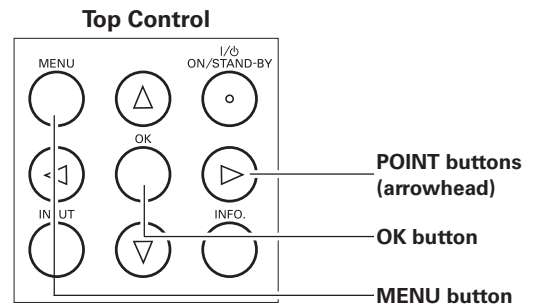 Top Control
I/⏻
MENU
ON/STAND-BY
OK
POINT buttons
(arrowhead)
INPUT
INFO.
OK button
MENU button